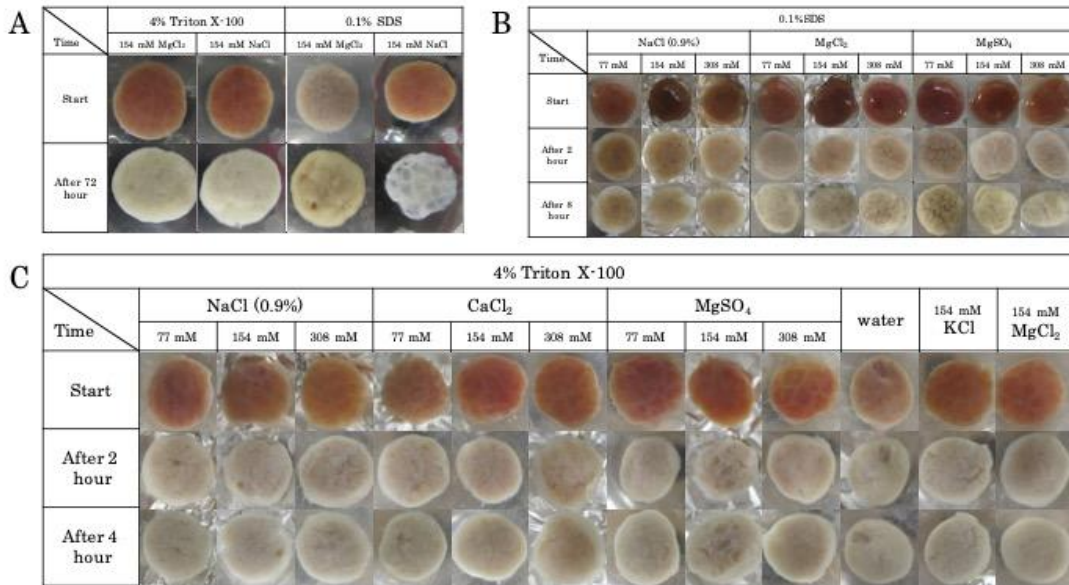 A
4% Triton X-100
0.1% SDS
Time
154 mM MgCl₂
154 mM NaCl
154 mM MgCl₂
154 mM NaCl
Start
After 72
hour
B
0.1%SDS
Time
NaCl (0.9%)
MgCl₂
MgSO₄
77 mM
154 mM
308 mM
77 mM
154 mM
308 mM
77 mM
154 mM
308 mM
Start
After 2
hour
After 8
hour
C
4% Triton X-100
Time
NaCl (0.9%)
CaCl₂
MgSO₄
water
154 mM
KCl
154 mM
MgCl₂
77 mM
154 mM
308 mM
77 mM
154 mM
308 mM
77 mM
154 mM
308 mM
Start
After 2
hour
After 4
hour